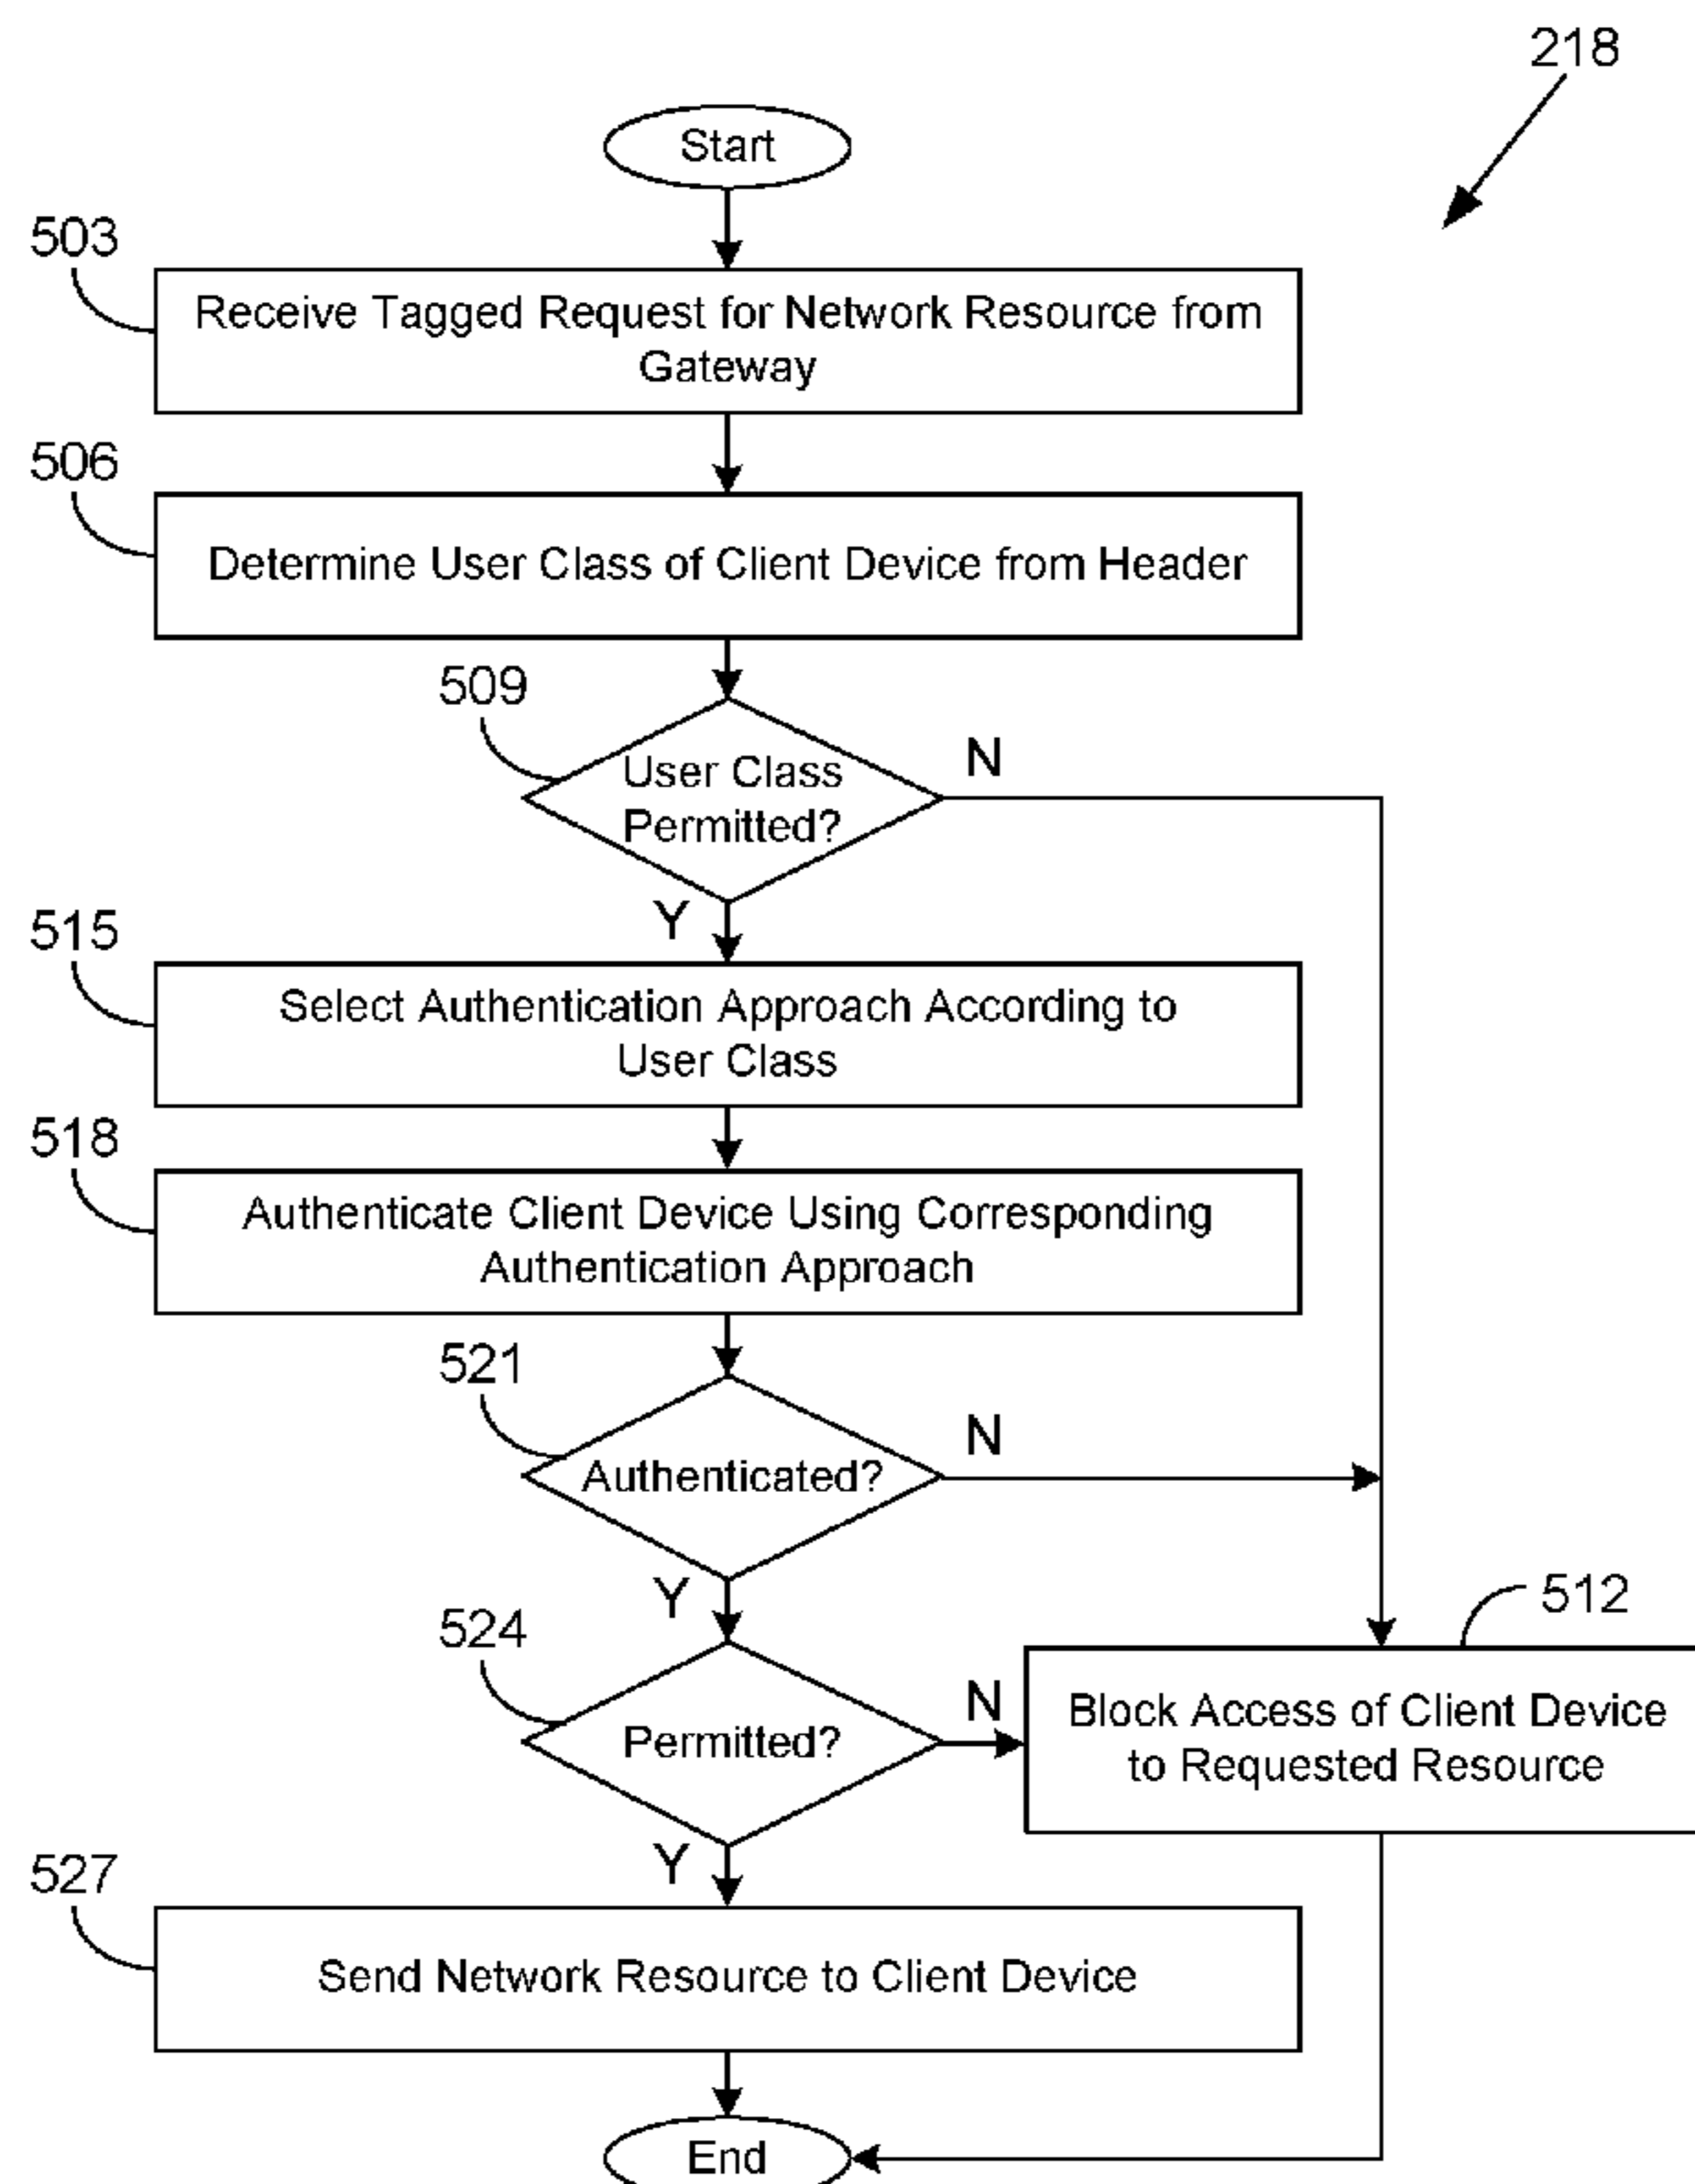 218
Start
503
Receive Tagged Request for Network Resource from
Gateway
506
Determine User Class of Client Device from Header
509
User Class
Permitted?
N
Y
515
Select Authentication Approach According to
User Class
518
Authenticate Client Device Using Corresponding
Authentication Approach
521
Authenticated?
N
Y
524
Permitted?
N
512
Block Access of Client Device
to Requested Resource
Y
527
Send Network Resource to Client Device
End